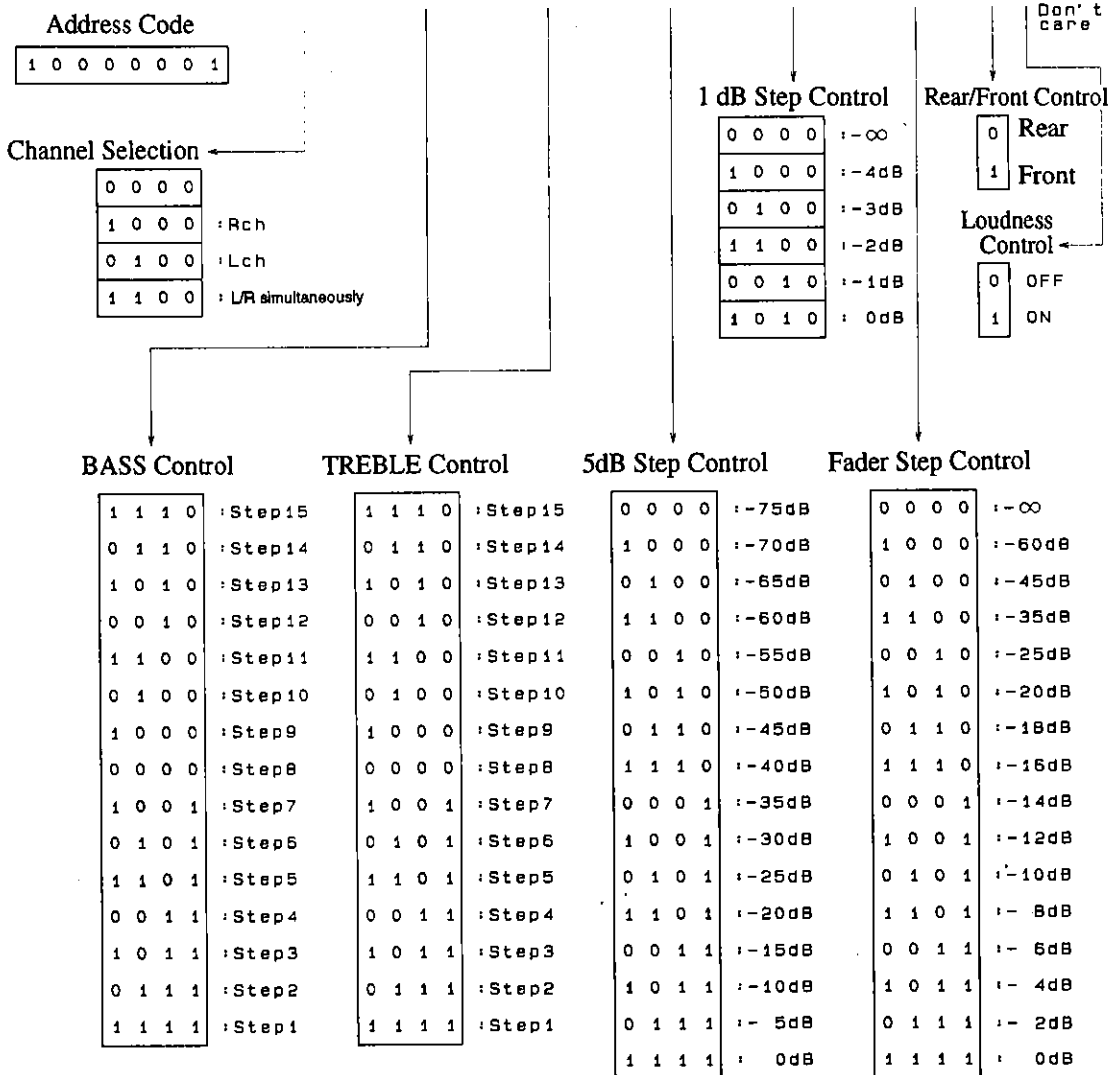 Don't
care
Address Code
1 0 0 0 0 0 0 1
Channel Selection
0 0 0 0
1 0 0 0 :Rch
0 1 0 0 :Lch
1 1 0 0 : L/R simultaneously
1 dB Step Control
0 0 0 0 :-∞
1 0 0 0 :-4dB
0 1 0 0 :-3dB
1 1 0 0 :-2dB
0 0 1 0 :-1dB
1 0 1 0 : 0dB
Rear/Front Control
0 Rear
1 Front
Loudness
Control
0 OFF
1 ON
BASS Control
1 1 1 0 :Step15
0 1 1 0 :Step14
1 0 1 0 :Step13
0 0 1 0 :Step12
1 1 0 0 :Step11
0 1 0 0 :Step10
1 0 0 0 :Step9
0 0 0 0 :Step8
1 0 0 1 :Step7
0 1 0 1 :Step6
1 1 0 1 :Step5
0 0 1 1 :Step4
1 0 1 1 :Step3
0 1 1 1 :Step2
1 1 1 1 :Step1
TREBLE Control
1 1 1 0 :Step15
0 1 1 0 :Step14
1 0 1 0 :Step13
0 0 1 0 :Step12
1 1 0 0 :Step11
0 1 0 0 :Step10
1 0 0 0 :Step9
0 0 0 0 :Step8
1 0 0 1 :Step7
0 1 0 1 :Step6
1 1 0 1 :Step5
0 0 1 1 :Step4
1 0 1 1 :Step3
0 1 1 1 :Step2
1 1 1 1 :Step1
5dB Step Control
0 0 0 0 :-75dB
1 0 0 0 :-70dB
0 1 0 0 :-65dB
1 1 0 0 :-60dB
0 0 1 0 :-55dB
1 0 1 0 :-50dB
0 1 1 0 :-45dB
1 1 1 0 :-40dB
0 0 0 1 :-35dB
1 0 0 1 :-30dB
0 1 0 1 :-25dB
1 1 0 1 :-20dB
0 0 1 1 :-15dB
1 0 1 1 :-10dB
0 1 1 1 :- 5dB
1 1 1 1 : 0dB
Fader Step Control
0 0 0 0 :-∞
1 0 0 0 :-60dB
0 1 0 0 :-45dB
1 1 0 0 :-35dB
0 0 1 0 :-25dB
1 0 1 0 :-20dB
0 1 1 0 :-18dB
1 1 1 0 :-16dB
0 0 0 1 :-14dB
1 0 0 1 :-12dB
0 1 0 1 :-10dB
1 1 0 1 :- 8dB
0 0 1 1 :- 6dB
1 0 1 1 :- 4dB
0 1 1 1 :- 2dB
1 1 1 1 : 0dB